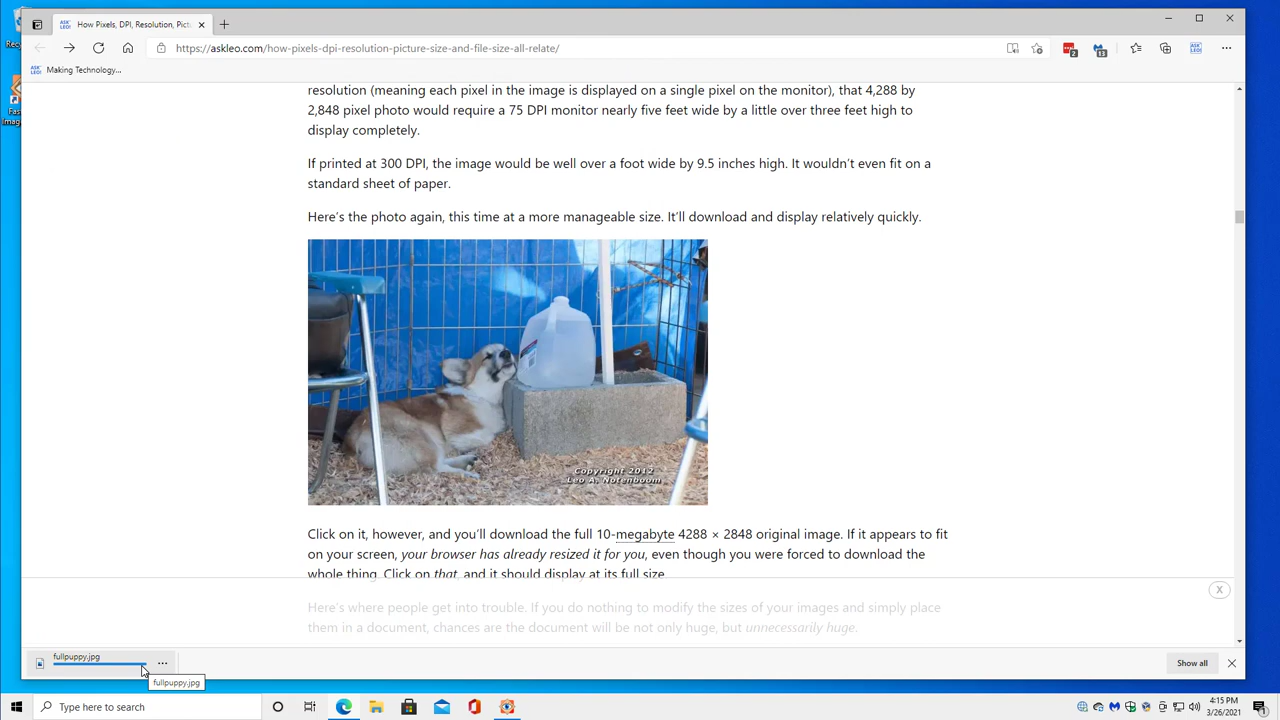 How Pixels, DPI, Resolution, Pict
https://askleo.com/how-pixels-dpi-resolution-picture-size-and-file-size-all-relate/
2
13
ASK LEO!
ASK LEO! Making Technology...
Recy
Fas
Image
resolution (meaning each pixel in the image is displayed on a single pixel on the monitor), that 4,288 by
2,848 pixel photo would require a 75 DPI monitor nearly five feet wide by a little over three feet high to
display completely.
If printed at 300 DPI, the image would be well over a foot wide by 9.5 inches high. It wouldn't even fit on a
standard sheet of paper.
Here's the photo again, this time at a more manageable size. It'll download and display relatively quickly.
Copyright 2012
Leo A. Notenboom
Click on it, however, and you'll download the full 10-megabyte 4288 × 2848 original image. If it appears to fit
on your screen, your browser has already resized it for you, even though you were forced to download the
whole thing. Click on that, and it should display at its full size
X
Here's where people get into trouble. If you do nothing to modify the sizes of your images and simply place
them in a document, chances are the document will be not only huge, but unnecessarily huge.
fullpuppy.jpg
Show all
fullpuppy.jpg
Type here to search
4:15 PM
3/26/2021
1